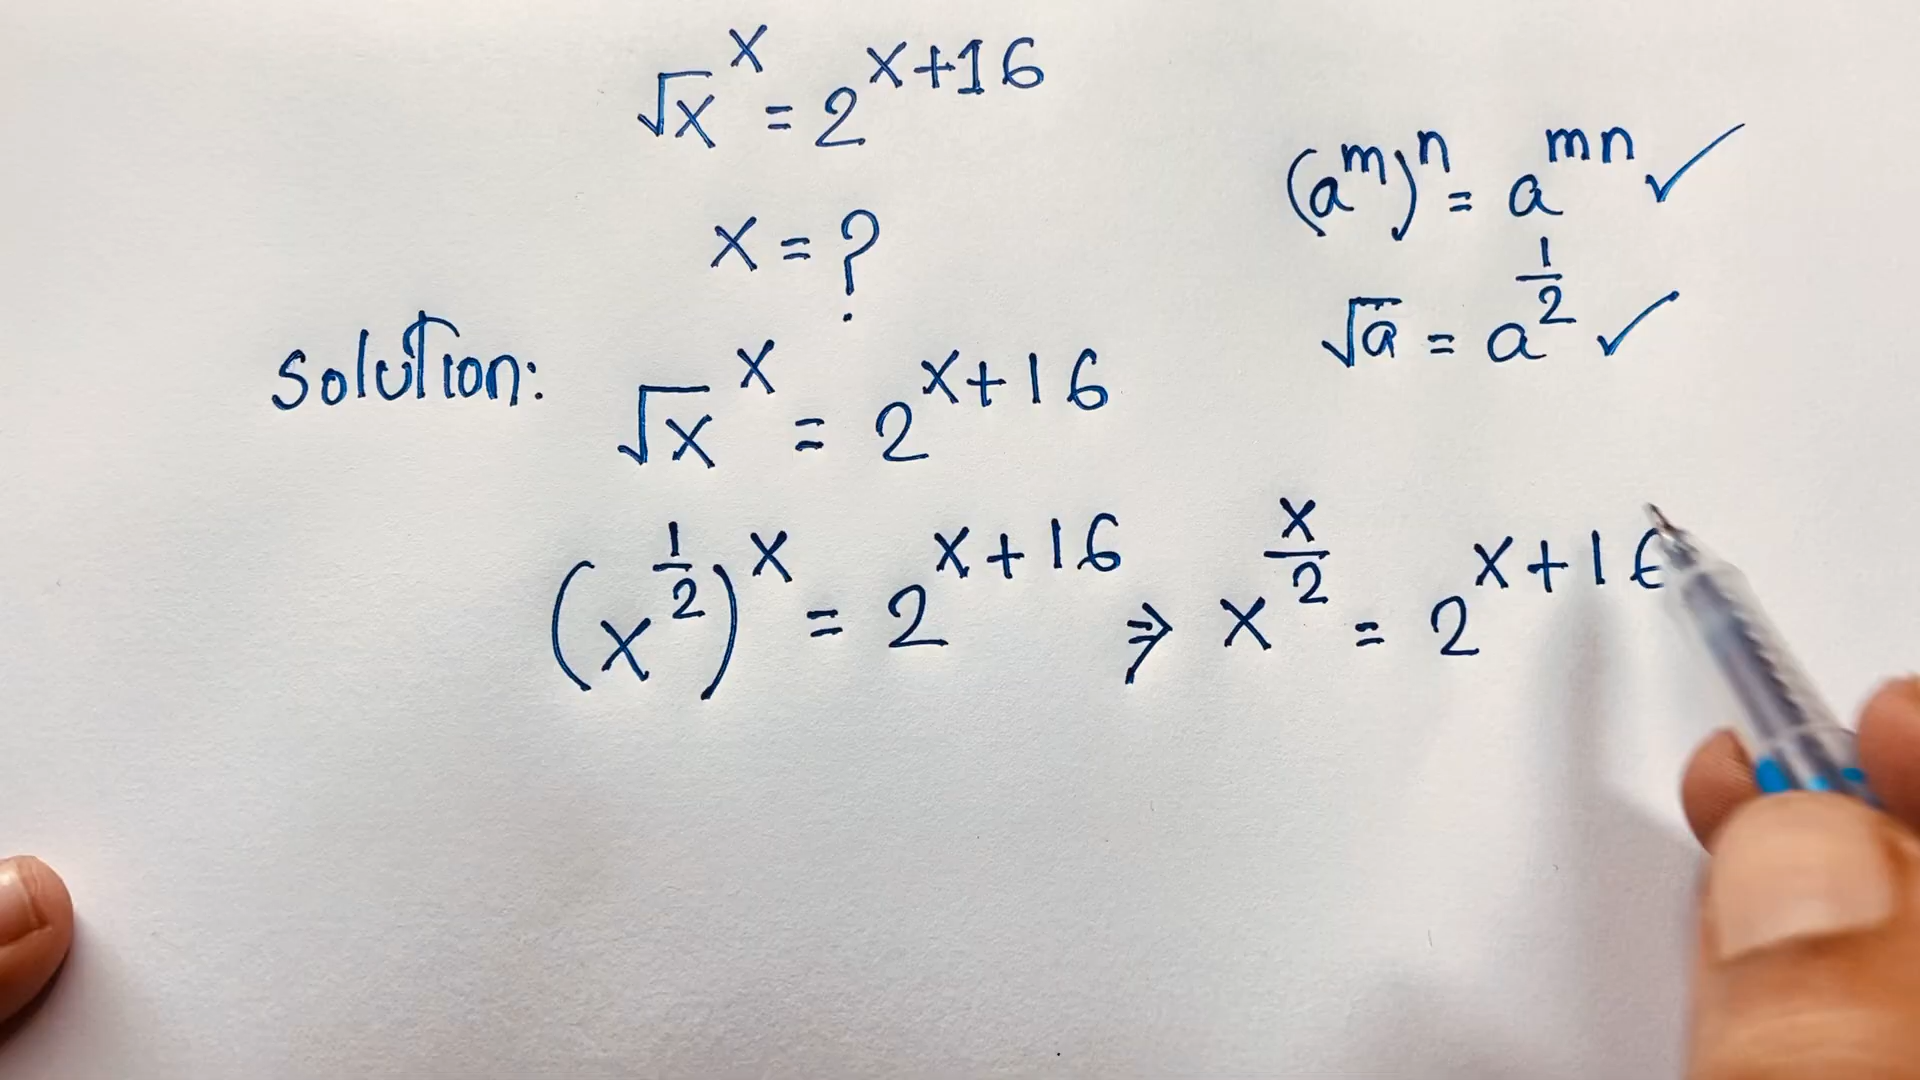 √x^x = 2^(x+16)
x = ?
(a^m)^n = a^(mn) ✓
√a = a^(1/2) ✓
Solution: √x^x = 2^(x+16)
(x^(1/2))^x = 2^(x+16) ⇒ x^(x/2) = 2^(x+16)